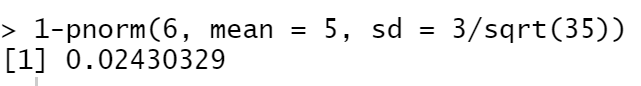 > 1-pnorm(6, mean = 5, sd = 3/sqrt(35))
[1] 0.02430329